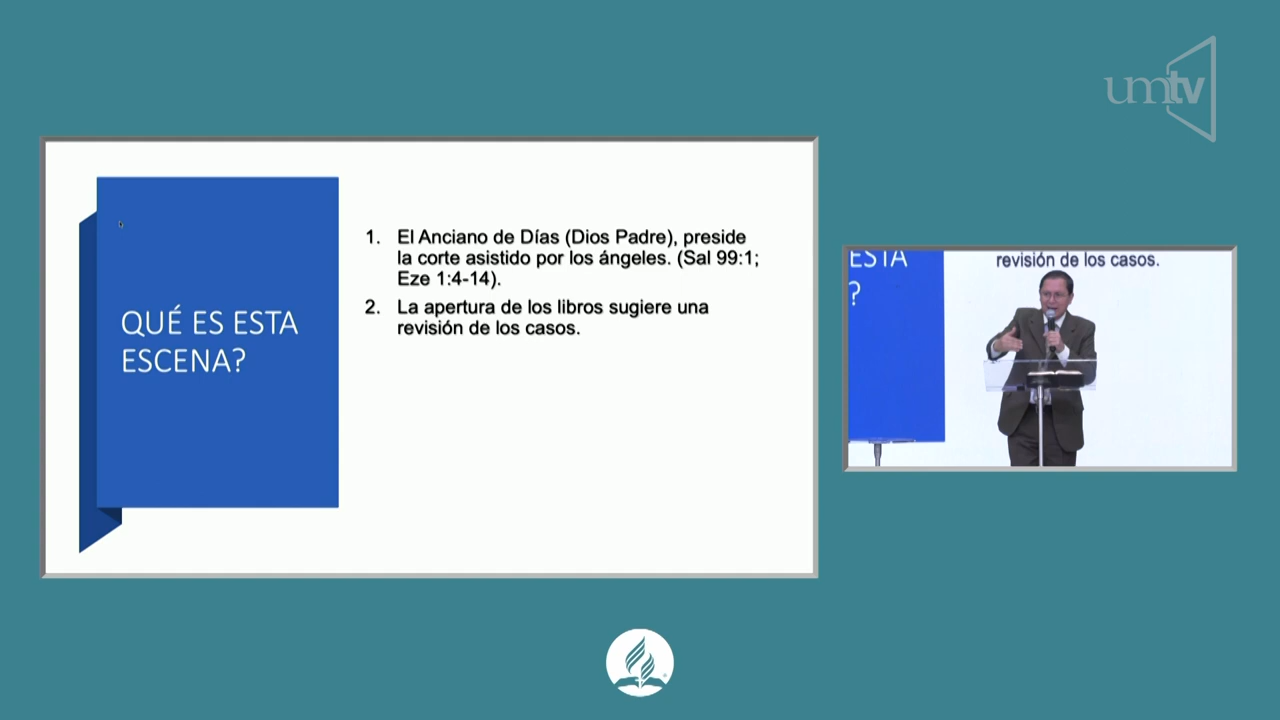 umtv
QUÉ ES ESTA
ESCENA?
1. El Anciano de Días (Dios Padre), preside
la corte asistido por los ángeles. (Sal 99:1;
Eze 1:4-14).
2. La apertura de los libros sugiere una
revisión de los casos.
ESTA
?
revisión de los casos.